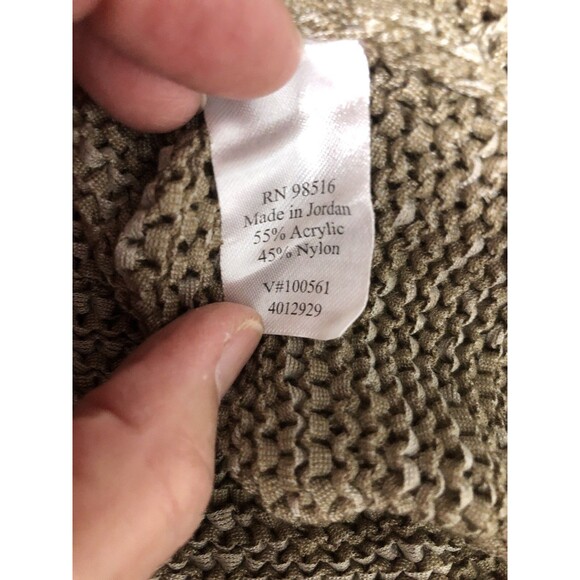 RN 98516
Made in Jordan
55% Acrylic
45% Nylon
V#100561
4012929